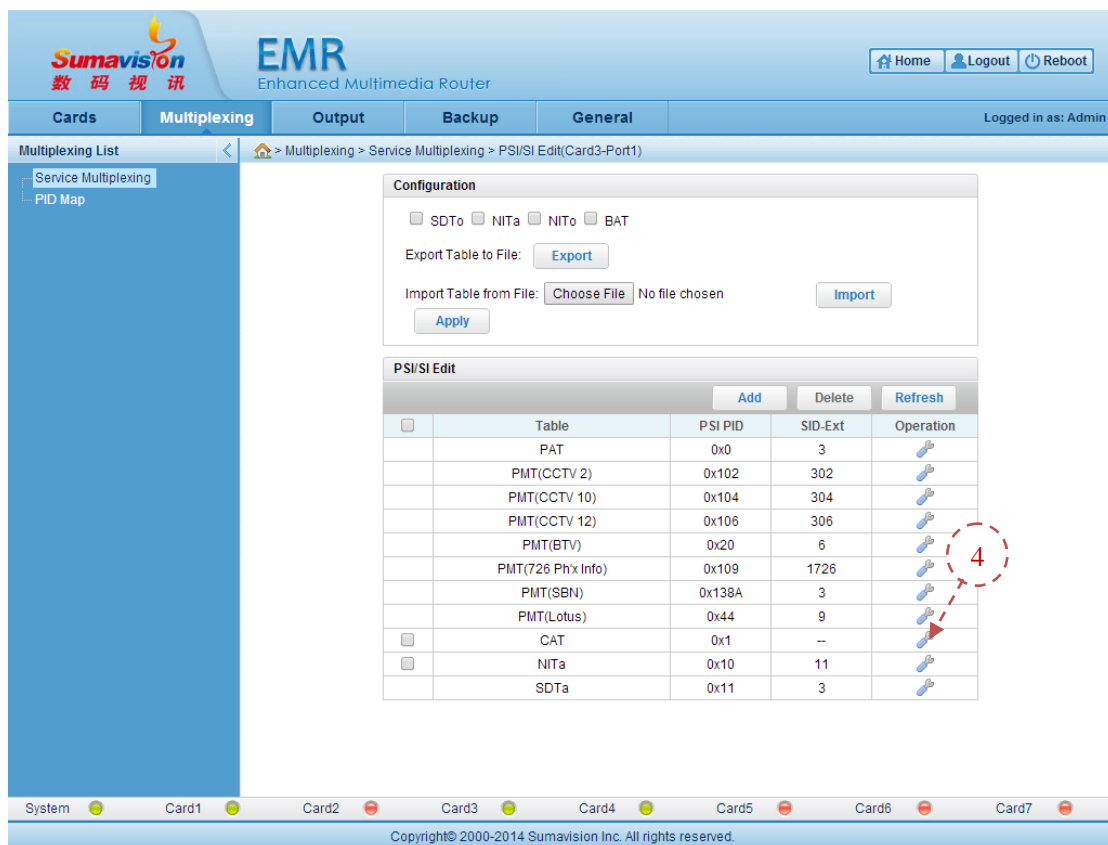 Sumavision
数码视讯
EMR
Enhanced Multimedia Router
Home Logout Reboot
Cards Multiplexing Output Backup General Logged in as: Admin
Multiplexing List > Multiplexing > Service Multiplexing > PSI/SI Edit(Card3-Port1)
Service Multiplexing
PID Map
Configuration
SDTo NITa NITo BAT
Export Table to File: Export
Import Table from File: Choose File No file chosen Import
Apply
PSI/SI Edit
Add Delete Refresh
Table PSI PID SID-Ext Operation
PAT 0x0 3
PMT(CCTV 2) 0x102 302
PMT(CCTV 10) 0x104 304
PMT(CCTV 12) 0x106 306
PMT(BTV) 0x20 6
4
PMT(726 Ph'x Info) 0x109 1726
PMT(SBN) 0x138A 3
PMT(Lotus) 0x44 9
CAT 0x1 --
NITa 0x10 11
SDTa 0x11 3
System Card1 Card2 Card3 Card4 Card5 Card6 Card7
Copyright© 2000-2014 Sumavision Inc. All rights reserved.